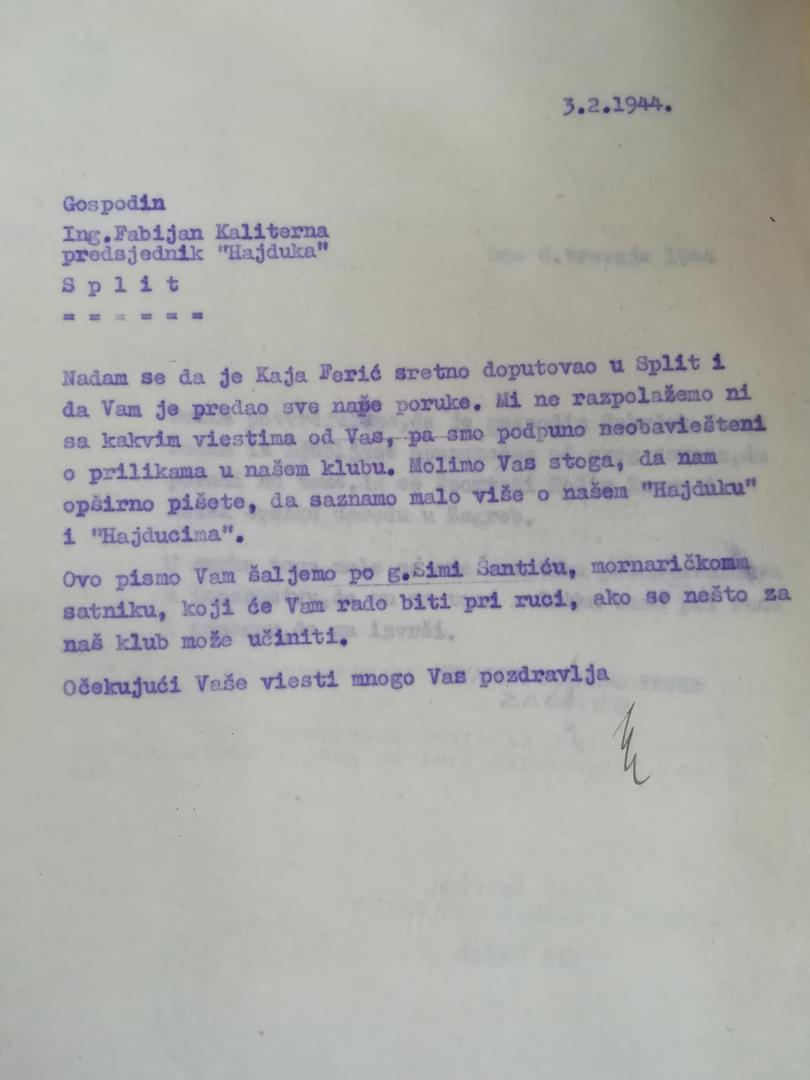 3.2.1944.
Gospodin
Ing.Fabijan Kaliterna
predsjednik "Hajduka"
S p l i t
= = = = = =
Nadam se da je Kaja Ferić sretno doputovao u Split i
da Vam je predao sve naše poruke. Mi ne razpolažemo ni
sa kakvim viestima od Vas, pa smo podpuno neobaviešteni
o prilikama u našem klubu. Molimo Vas stoga, da nam
opširno pišete, da saznamo malo više o našem "Hajduku"
i "Hajducima".
Ovo pismo Vam šaljemo po g.Šimi Šantiću, mornaričkomm
satniku, koji će Vam rado biti pri ruci, ako se nešto za
naš klub može učiniti.
Očekujući Vaše viesti mnogo Vas pozdravlja